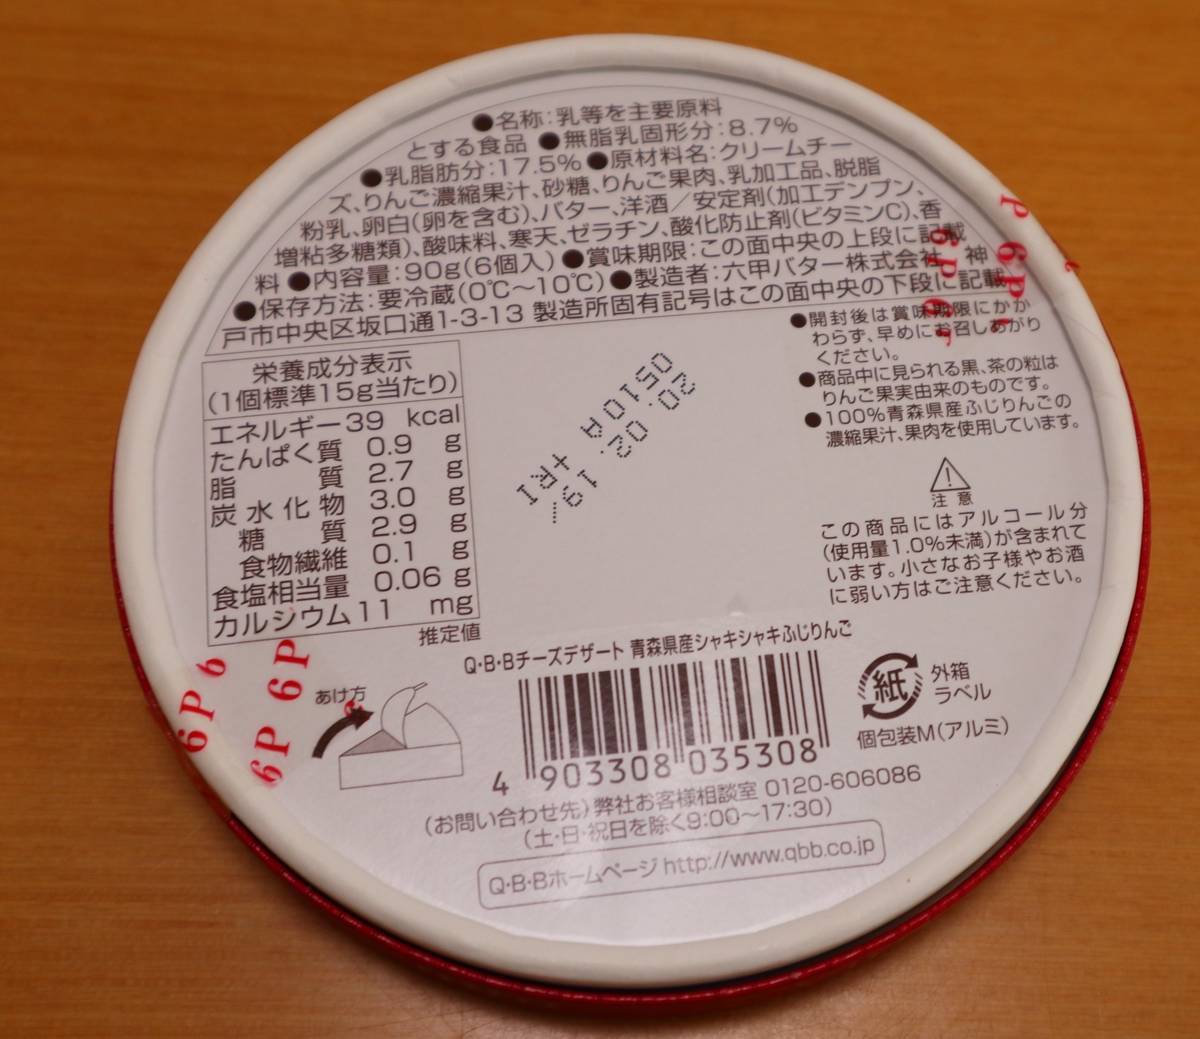 ●名称：乳等を主要原料
とする食品 ●無脂乳固形分：8.7%
●乳脂肪分：17.5% ●原材料名：クリームチー
ズ、りんご濃縮果汁、砂糖、りんご果肉、乳加工品、脱脂
粉乳、卵白（卵を含む）、バター、洋酒／安定剤（加工デンプン、
増粘多糖類）、酸味料、寒天、ゼラチン、酸化防止剤（ビタミンC）、香
料 ●内容量：90g（6個入） ●賞味期限：この面中央の上段に記載
●保存方法：要冷蔵（0℃〜10℃） ●製造者：六甲バター株式会社 神
戸市中央区坂口通1-3-13 製造所固有記号はこの面中央の下段に記載
栄養成分表示
（1個標準15g当たり）
エネルギー 39 kcal
たんぱく質 0.9 g
脂質 2.7 g
炭水化物 3.0 g
糖質 2.9 g
食物繊維 0.1 g
食塩相当量 0.06 g
カルシウム 11 mg
推定値
20. 02. 19
0510A +RI
●開封後は賞味期限にかか
わらず、早めにお召しあがり
ください。
●商品中に見られる黒、茶の粒は
りんご果実由来のものです。
●100%青森県産ふじりんごの
濃縮果汁、果肉を使用しています。
注意
この商品にはアルコール分
（使用量1.0%未満）が含まれて
います。小さなお子様やお酒
に弱い方はご注意ください。
Q・B・Bチーズデザート 青森県産シャキシャキふじりんご
あけ方
4 903308 035308
紙 外箱
ラベル
個包装M（アルミ）
（お問い合わせ先）弊社お客様相談室 0120-606086
（土・日・祝日を除く9:00〜17:30）
Q・B・Bホームページ http://www.qbb.co.jp
6P 6
6P 6P
P 6P
6P 6P